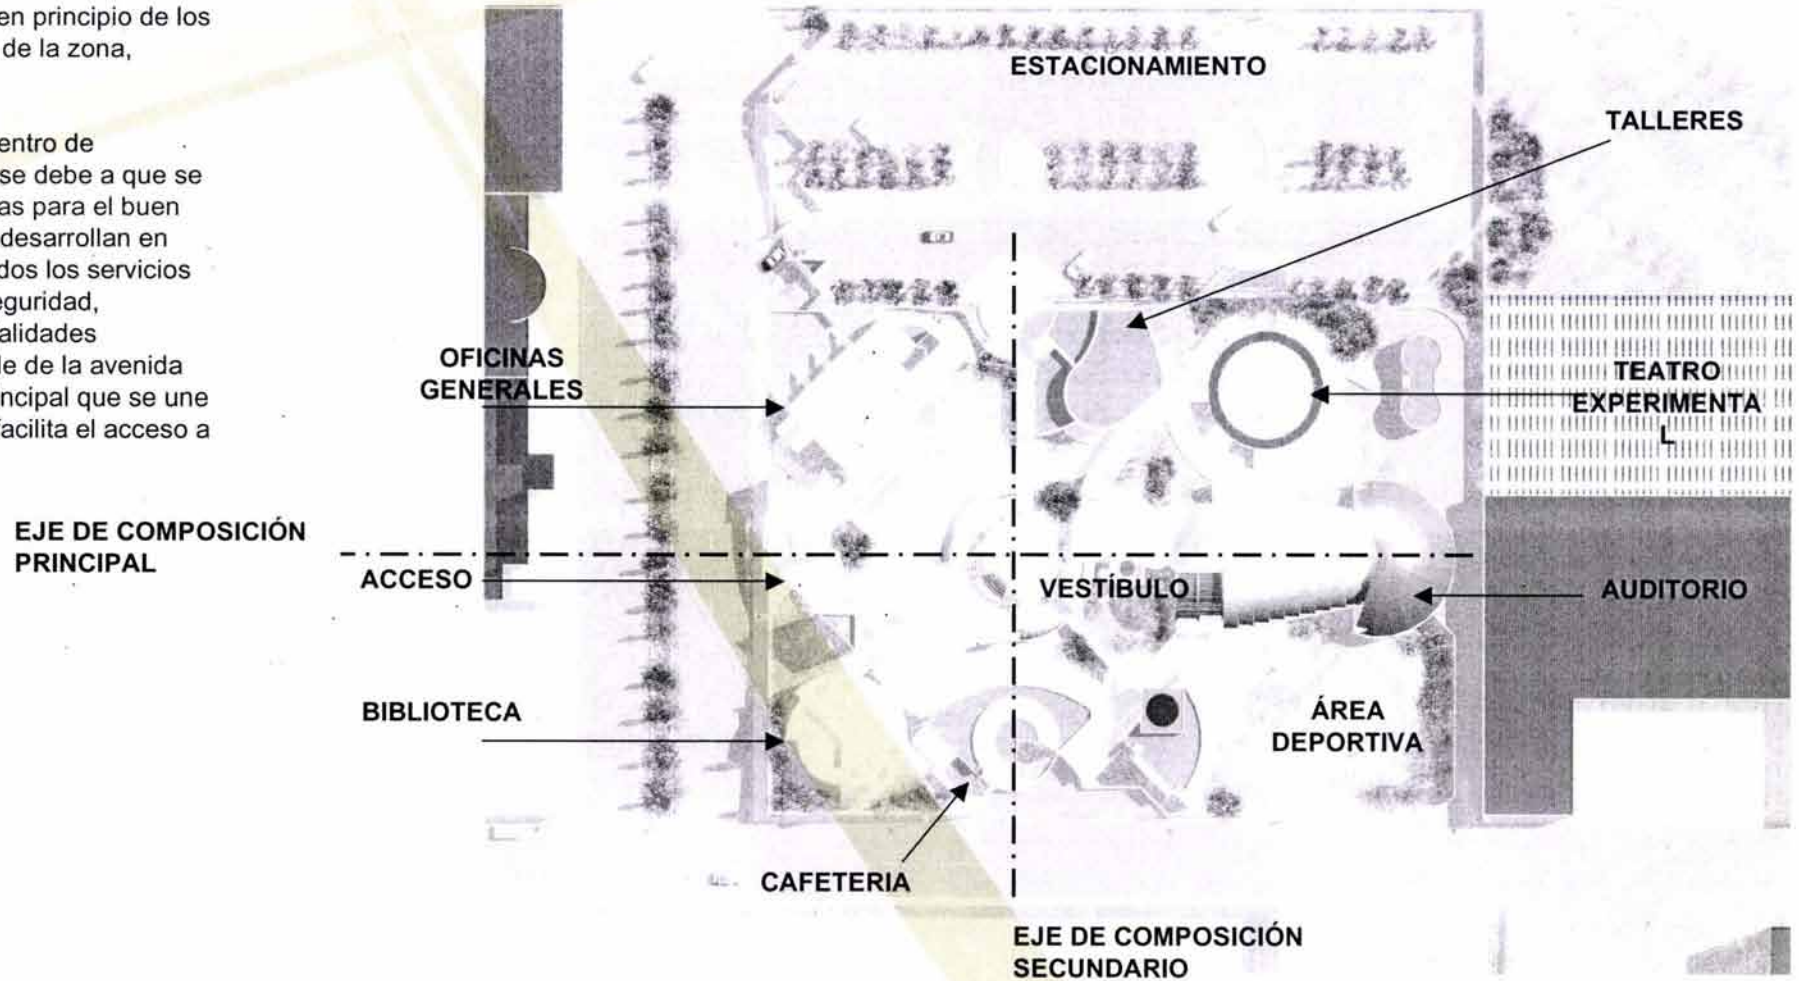 en principio de los
de la zona,
entro de
se debe a que se
as para el buen
desarrollan en
dos los servicios
eguridad,
alidades
le de la avenida
ncipal que se une
facilita el acceso a
ESTACIONAMIENTO
TALLERES
OFICINAS
GENERALES
TEATRO
EXPERIMENTA
L
EJE DE COMPOSICIÓN
PRINCIPAL
ACCESO
VESTÍBULO
AUDITORIO
BIBLIOTECA
ÁREA
DEPORTIVA
CAFETERIA
EJE DE COMPOSICIÓN
SECUNDARIO